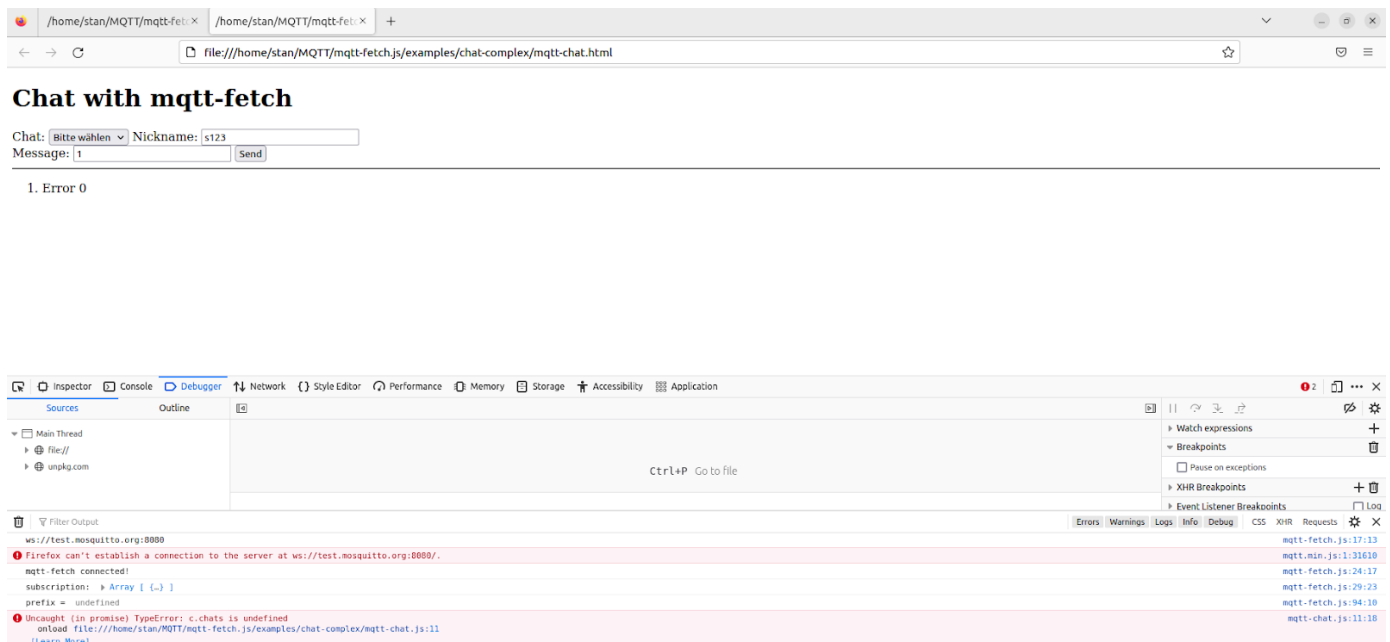 /home/stan/MQTT/mqtt-fetc × /home/stan/MQTT/mqtt-fetc × +
file:///home/stan/MQTT/mqtt-fetch.js/examples/chat-complex/mqtt-chat.html
Chat with mqtt-fetch
Chat: Bitte wählen Nickname: s123
Message: 1 Send
1. Error 0
Inspector Console Debugger Network {} Style Editor Performance Memory Storage Accessibility Application 2
Sources Outline
Main Thread
file://
unpkg.com
Ctrl+P Go to file
Watch expressions
Breakpoints
Pause on exceptions
XHR Breakpoints
Event Listener Breakpoints Log
Filter Output Errors Warnings Logs Info Debug CSS XHR Requests
ws://test.mosquitto.org:8080 mqtt-fetch.js:17:13
Firefox can't establish a connection to the server at ws://test.mosquitto.org:8080/. mqtt.min.js:1:31610
mqtt-fetch connected! mqtt-fetch.js:24:17
subscription: Array [ {…} ] mqtt-fetch.js:29:23
prefix = undefined mqtt-fetch.js:94:10
Uncaught (in promise) TypeError: c.chats is undefined mqtt-chat.js:11:18
onload file:///home/stan/MQTT/mqtt-fetch.js/examples/chat-complex/mqtt-chat.js:11
[Learn More]